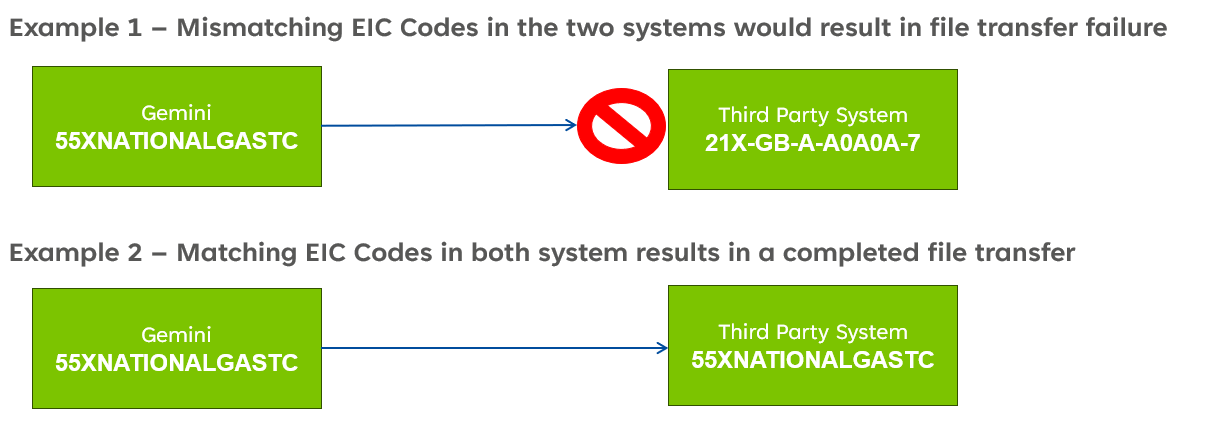 Example 1 – Mismatching EIC Codes in the two systems would result in file transfer failure
Gemini
55XNATIONALGASTC
Third Party System
21X-GB-A-A0A0A-7
Example 2 – Matching EIC Codes in both system results in a completed file transfer
Gemini
55XNATIONALGASTC
Third Party System
55XNATIONALGASTC